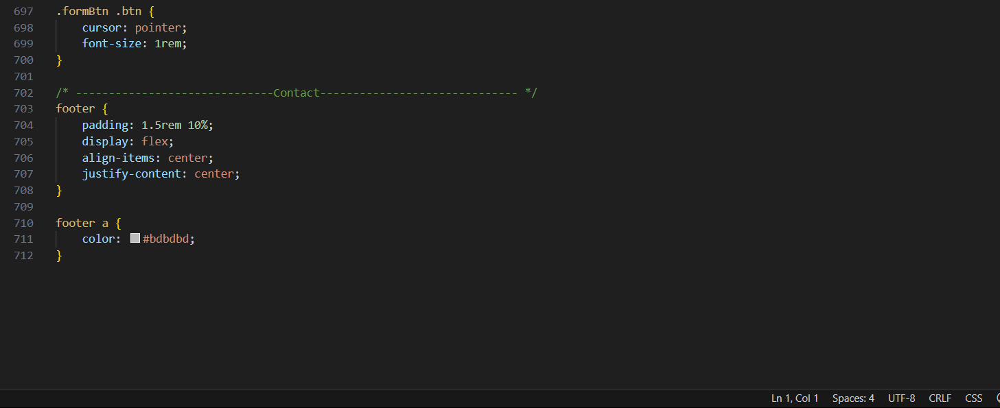 697 .formBtn .btn {
698     cursor: pointer;
699     font-size: 1rem;
700 }
701
702 /* ------------------------------Contact------------------------------ */
703 footer {
704     padding: 1.5rem 10%;
705     display: flex;
706     align-items: center;
707     justify-content: center;
708 }
709
710 footer a {
711     color: #bdbdbd;
712 }
Ln 1, Col 1 Spaces: 4 UTF-8 CRLF CSS